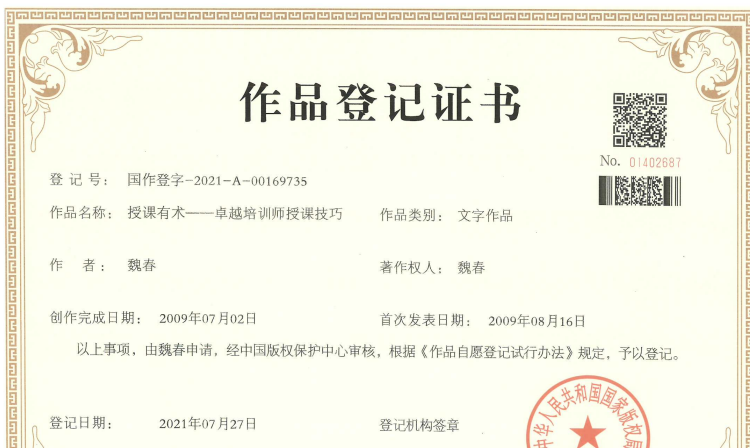 作品登记证书
No. 01402687
登 记 号： 国作登字-2021-A-00169735
作品名称： 授课有术——卓越培训师授课技巧 作品类别： 文字作品
作 者： 魏春 著作权人： 魏春
创作完成日期： 2009年07月02日 首次发表日期： 2009年08月16日
以上事项，由魏春申请，经中国版权保护中心审核，根据《作品自愿登记试行办法》规定，予以登记。
登记日期： 2021年07月27日 登记机构签章
中华人民共和国国家版权局